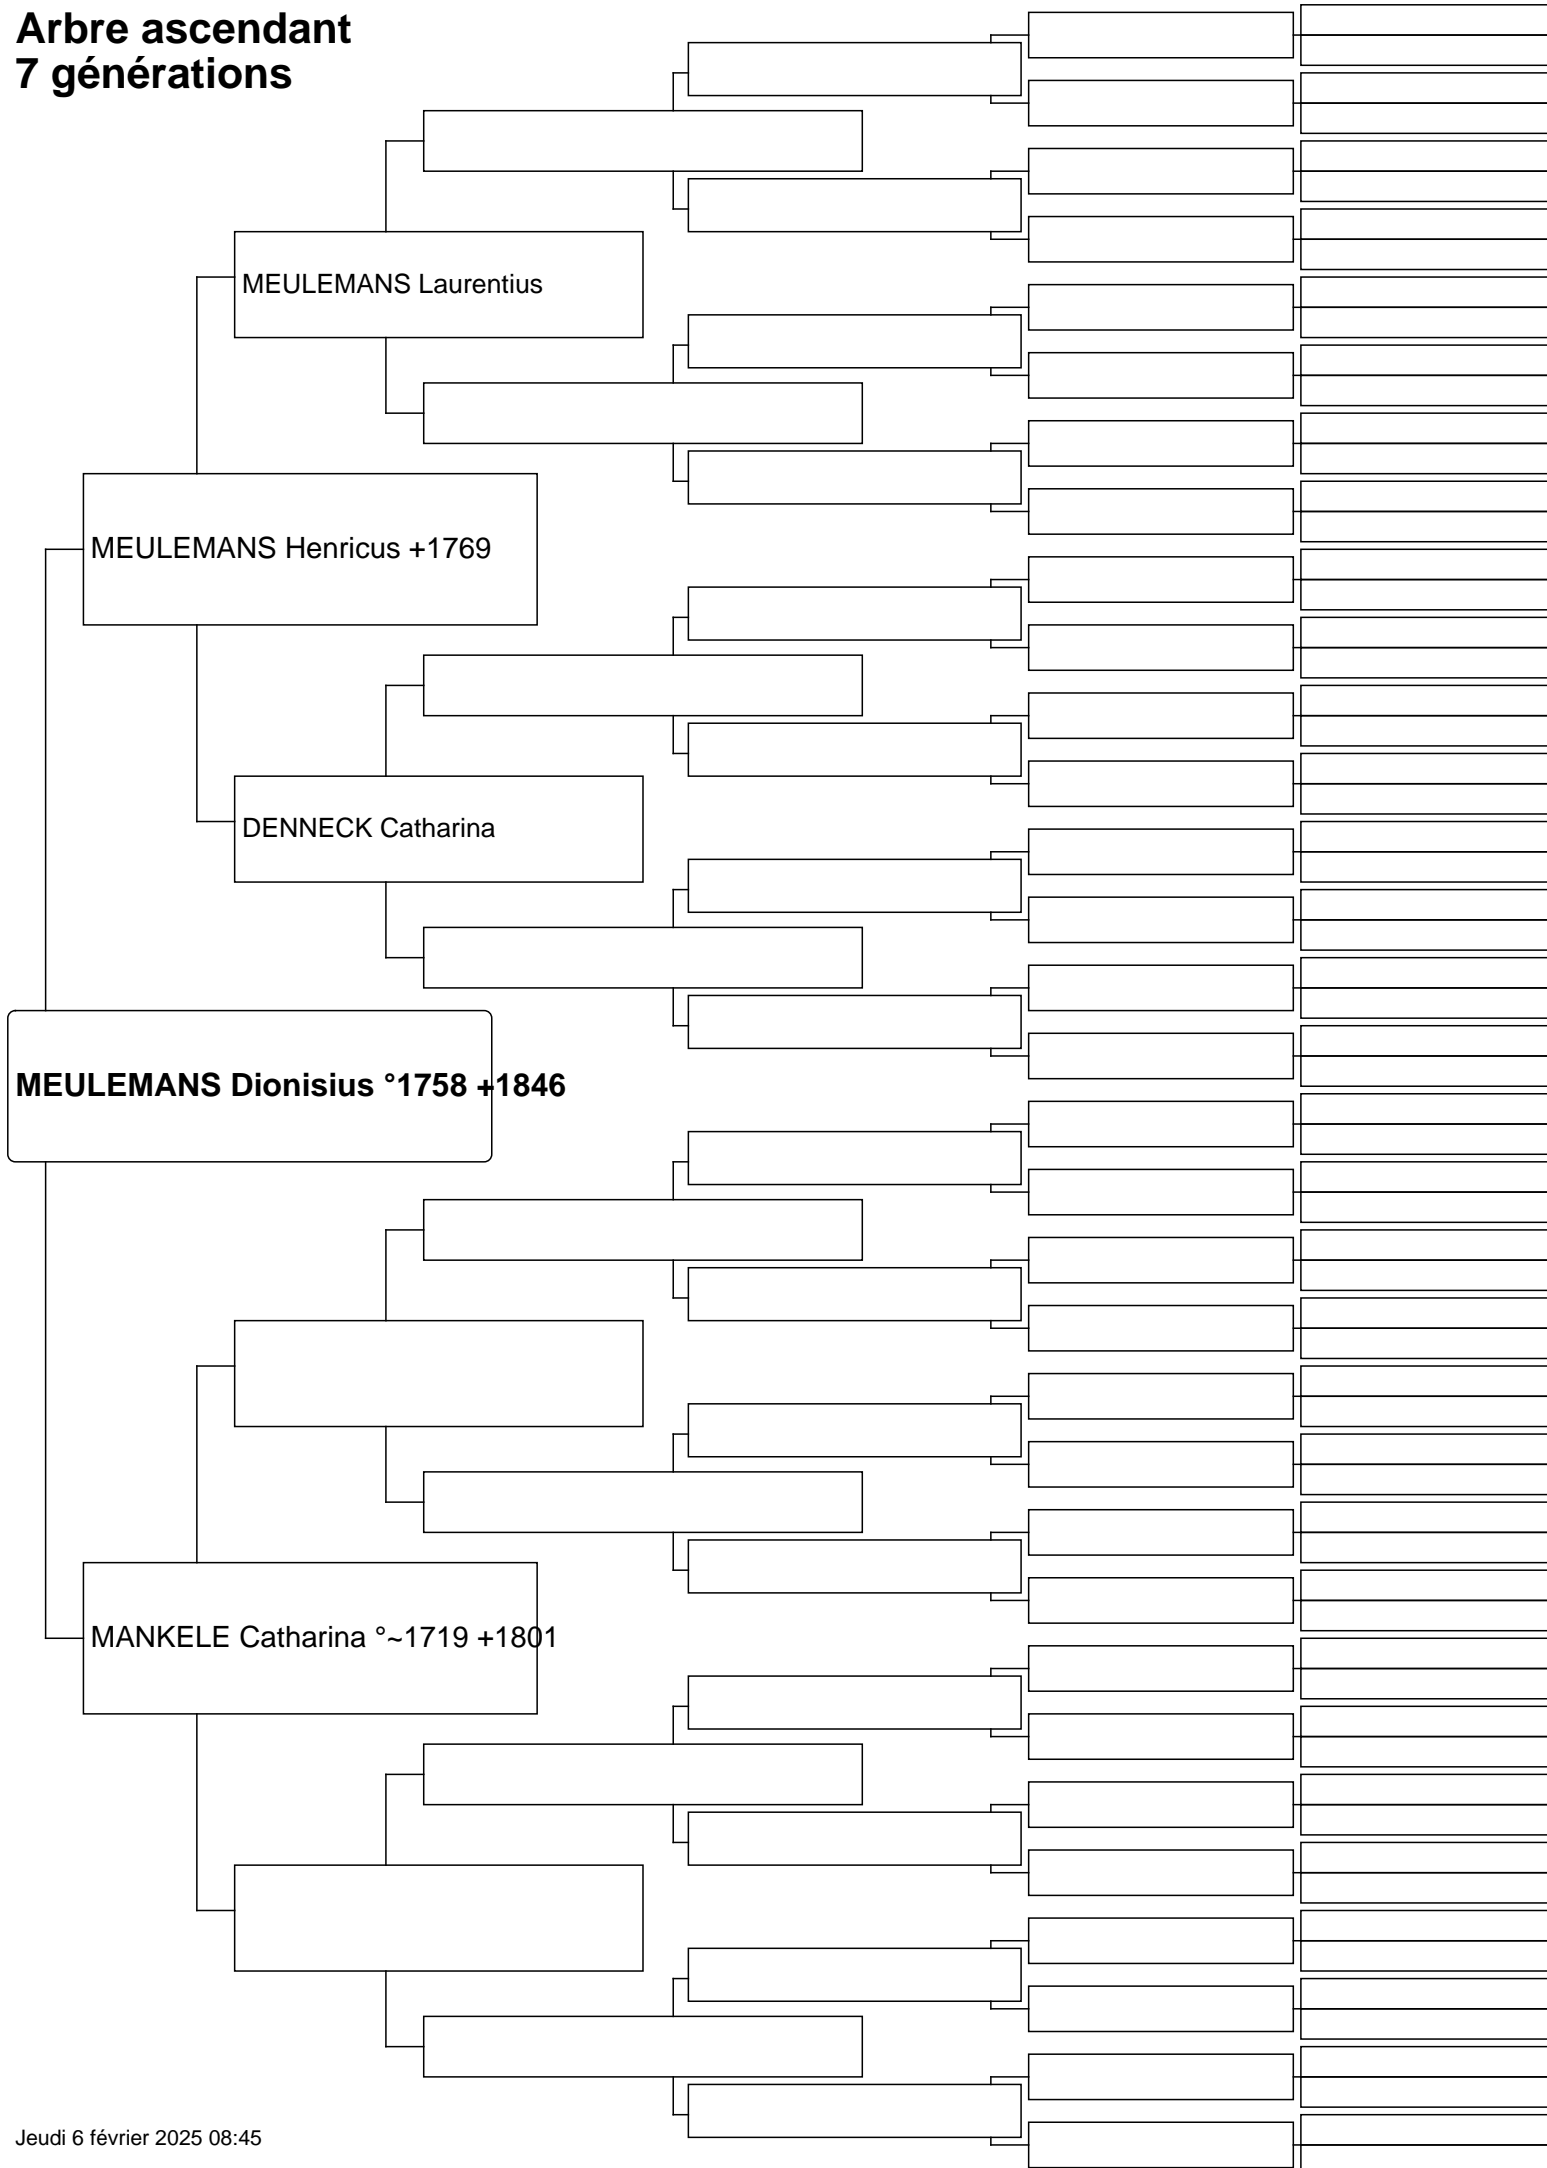 Arbre ascendant
7 générations
MEULEMANS Laurentius
MEULEMANS Henricus +1769
DENNECK Catharina
MEULEMANS Dionisius °1758 +1846
MANKELE Catharina °~1719 +1801
Jeudi 6 février 2025 08:45